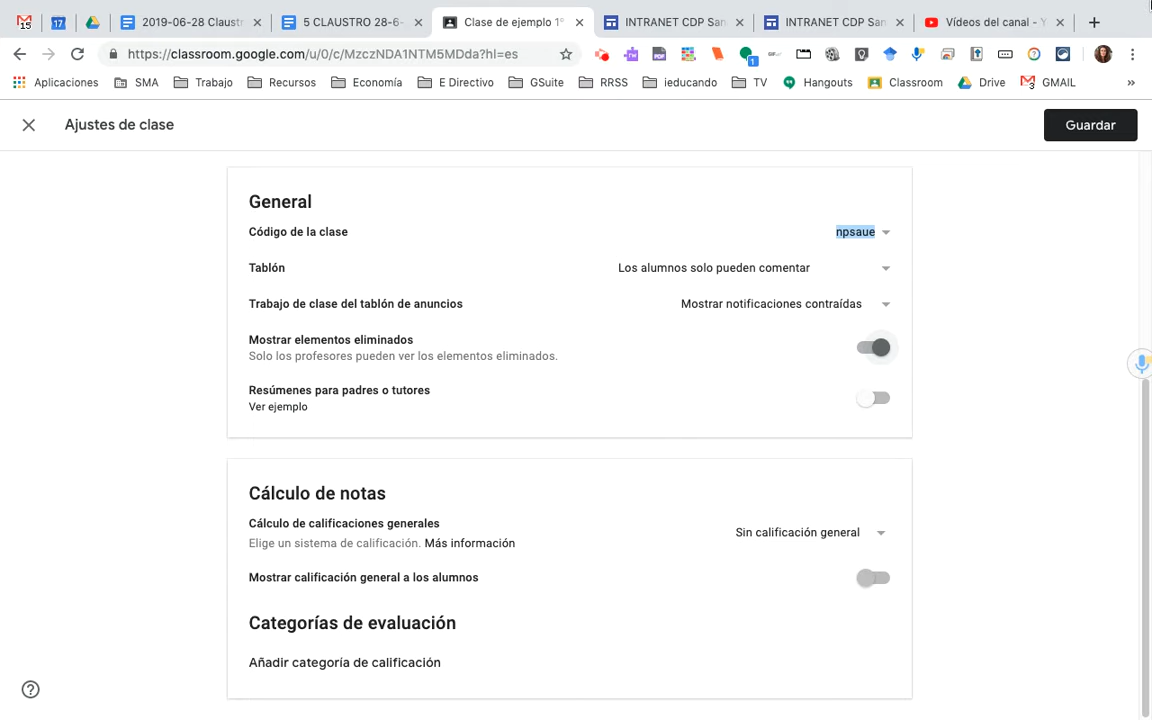 15
17
2019-06-28 Claustr
5 CLAUSTRO 28-6-
Clase de ejemplo 1º
INTRANET CDP San
INTRANET CDP San
Vídeos del canal - Y
https://classroom.google.com/u/0/c/MzczNDA1NTM5MDda?hl=es
1
Aplicaciones
SMA
Trabajo
Recursos
Economía
E Directivo
GSuite
RRSS
ieducando
TV
Hangouts
Classroom
Drive
3
GMAIL
»
Ajustes de clase
Guardar
General
Código de la clase
npsaue
Tablón
Los alumnos solo pueden comentar
Trabajo de clase del tablón de anuncios
Mostrar notificaciones contraídas
Mostrar elementos eliminados
Solo los profesores pueden ver los elementos eliminados.
Resúmenes para padres o tutores
Ver ejemplo
Cálculo de notas
Cálculo de calificaciones generales
Elige un sistema de calificación. Más información
Sin calificación general
Mostrar calificación general a los alumnos
Categorías de evaluación
Añadir categoría de calificación